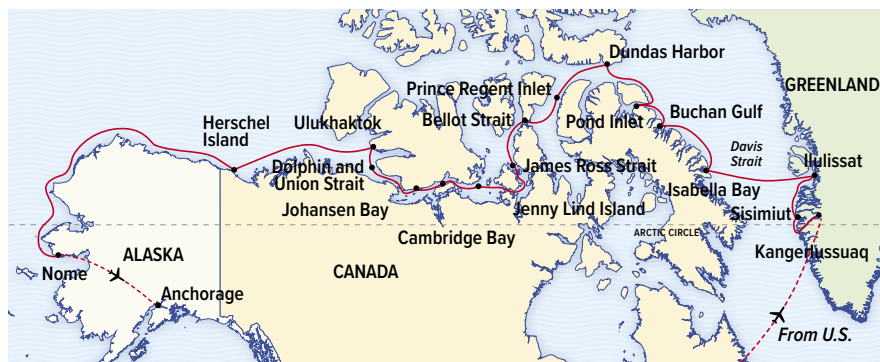 Dundas Harbor
Prince Regent Inlet
GREENLAND
Herschel
Island
Ulukhaktok
Bellot Strait
Pond Inlet
Buchan Gulf
Davis
Strait
Ilulissat
Dolphin and
Union Strait
James Ross Strait
Isabella Bay
Johansen Bay
Jenny Lind Island
Sisimiut
Cambridge Bay
ARCTIC CIRCLE
Kangerlussuaq
ALASKA
Nome
CANADA
Anchorage
From U.S.